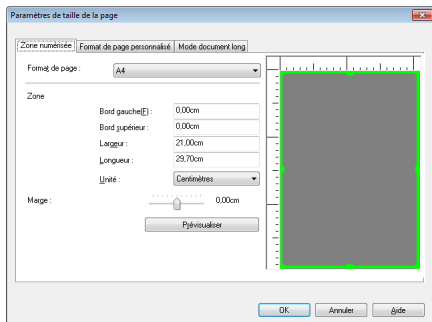 Paramètres de taille de la page
Zone numérisée Format de page personnalisé Mode document long
Format de page : A4
Zone
Bord gauche(F) : 0,00cm
Bord supérieur : 0,00cm
Largeur : 21,00cm
Longueur : 29,70cm
Unité : Centimètres
Marge : 0,00cm
Prévisualiser
OK Annuler Aide